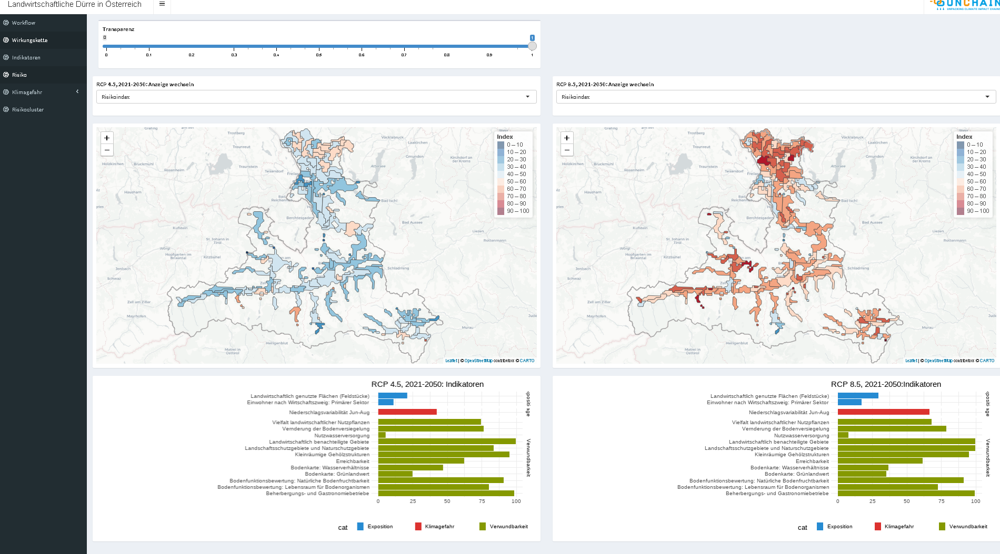 Landwirtschaftliche Dürre in Österreich
UNCHAIN
UNPACKING CLIMATE IMPACT CHAINS
Workflow
Wirkungskette
Indikatoren
Risiko
Klimagefahr
Risikocluster
Transparenz
0
1
0 0.1 0.2 0.3 0.4 0.5 0.6 0.7 0.8 0.9 1
RCP 4.5, 2021-2050: Anzeige wechseln
Risikoindex
RCP 8.5, 2021-2050: Anzeige wechseln
Risikoindex
+
−
Trostberg
Traunreut
Vöcklabruck
Laakirchen
Gmunden
Kirchdorf an der Krems
Attersee
Holzkirchen
Bruckmühl
Rosenheim
Traunstein
Teisendorf
Hausham
Bad Reichenhall
Bad Ischl
Berchtesgaden
Bad Aussee
Kufstein
Liezen
Rottenmann
St. Johann in Tirol
Wörgl
Hopfgarten im Brixental
Kitzbühel
Jenbach
Schwaz
Schladming
Zell am Ziller
Mayrhofen
Murau
Heiligenblut
Matrei in Osttirol
Index
0 – 10
10 – 20
20 – 30
30 – 40
40 – 50
50 – 60
60 – 70
70 – 80
80 – 90
90 – 100
Leaflet | © OpenStreetMap contributors © CARTO
+
−
Trostberg
Traunreut
Vöcklabruck
Laakirchen
Gmunden
Kirchdorf an der Krems
Attersee
Holzkirchen
Bruckmühl
Rosenheim
Traunstein
Teisendorf
Hausham
Bad Ischl
Berchtesgaden
Bad Aussee
Kufstein
Liezen
Rottenmann
St. Johann in Tirol
Wörgl
Hopfgarten im Brixental
Kitzbühel
Jenbach
Schwaz
Schladming
Zell am Ziller
Mayrhofen
Murau
Heiligenblut
Matrei in Osttirol
Index
0 – 10
10 – 20
20 – 30
30 – 40
40 – 50
50 – 60
60 – 70
70 – 80
80 – 90
90 – 100
Leaflet | © OpenStreetMap contributors © CARTO
RCP 4.5, 2021-2050: Indikatoren
Landwirtschaftlich genutzte Flächen (Feldstücke)
Einwohner nach Wirtschaftszweig: Primärer Sektor
Niederschlagsvariabilität Jun-Aug
Vielfalt landwirtschaftlicher Nutzpflanzen
Vernderung der Bodenversiegelung
Nutzwasserversorgung
Landwirtschaftlich benachteiligte Gebiete
Landschaftsschutzgebiete und Naturschutzgebiete
Kleinräumige Gehölzstrukturen
Erreichbarkeit
Bodenkarte: Wasserverhältnisse
Bodenkarte: Grünlandwert
Bodenfunktionsbewertung: Natürliche Bodenfruchtbarkeit
Bodenfunktionsbewertung: Lebensraum für Bodenorganismen
Beherbergungs- und Gastronomiebetriebe
0 25 50 75 100
Verwundbarkeit
cat Exposition Klimagefahr Verwundbarkeit
RCP 8.5, 2021-2050:Indikatoren
Landwirtschaftlich genutzte Flächen (Feldstücke)
Einwohner nach Wirtschaftszweig: Primärer Sektor
Niederschlagsvariabilität Jun-Aug
Vielfalt landwirtschaftlicher Nutzpflanzen
Vernderung der Bodenversiegelung
Nutzwasserversorgung
Landwirtschaftlich benachteiligte Gebiete
Landschaftsschutzgebiete und Naturschutzgebiete
Kleinräumige Gehölzstrukturen
Erreichbarkeit
Bodenkarte: Wasserverhältnisse
Bodenkarte: Grünlandwert
Bodenfunktionsbewertung: Natürliche Bodenfruchtbarkeit
Bodenfunktionsbewertung: Lebensraum für Bodenorganismen
Beherbergungs- und Gastronomiebetriebe
0 25 50 75 100
Verwundbarkeit
cat Exposition Klimagefahr Verwundbarkeit